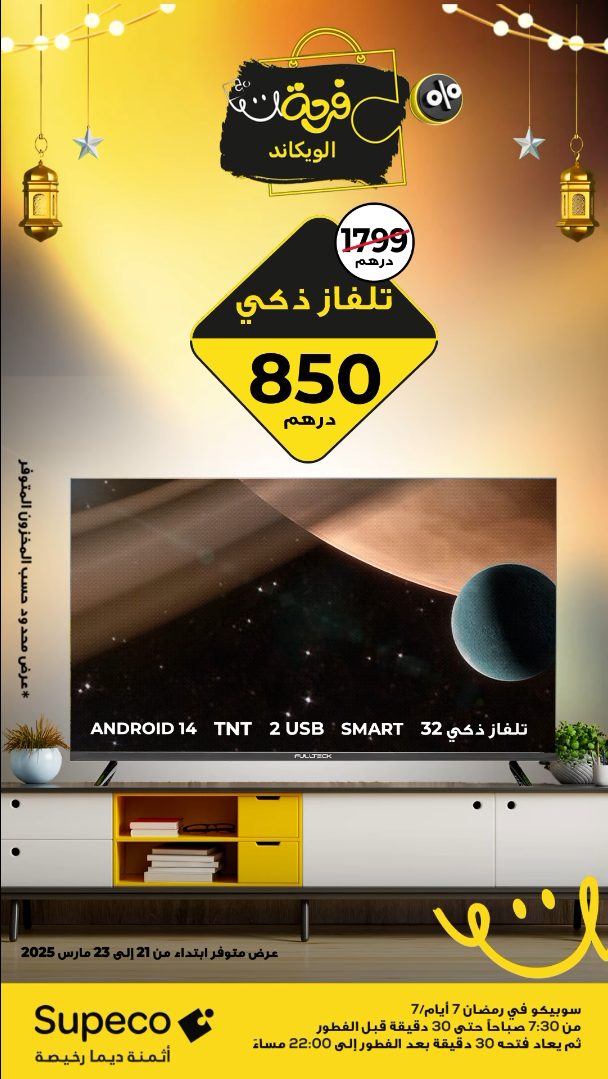 فرحة
الويكاند
%
1799
درهم
تلفاز ذكي
850
درهم
*عرض محدود حسب المخزون المتوفر
تلفاز ذكي 32 SMART 2 USB TNT ANDROID 14
FULLTECK
عرض متوفر ابتداء من 21 إلى 23 مارس 2025
سوبيكو في رمضان 7 أيام/7
من 7:30 صباحاً حتى 30 دقيقة قبل الفطور
ثم يعاد فتحه 30 دقيقة بعد الفطور إلى 22:00 مساءً
Supeco
أثمنة ديما رخيصة